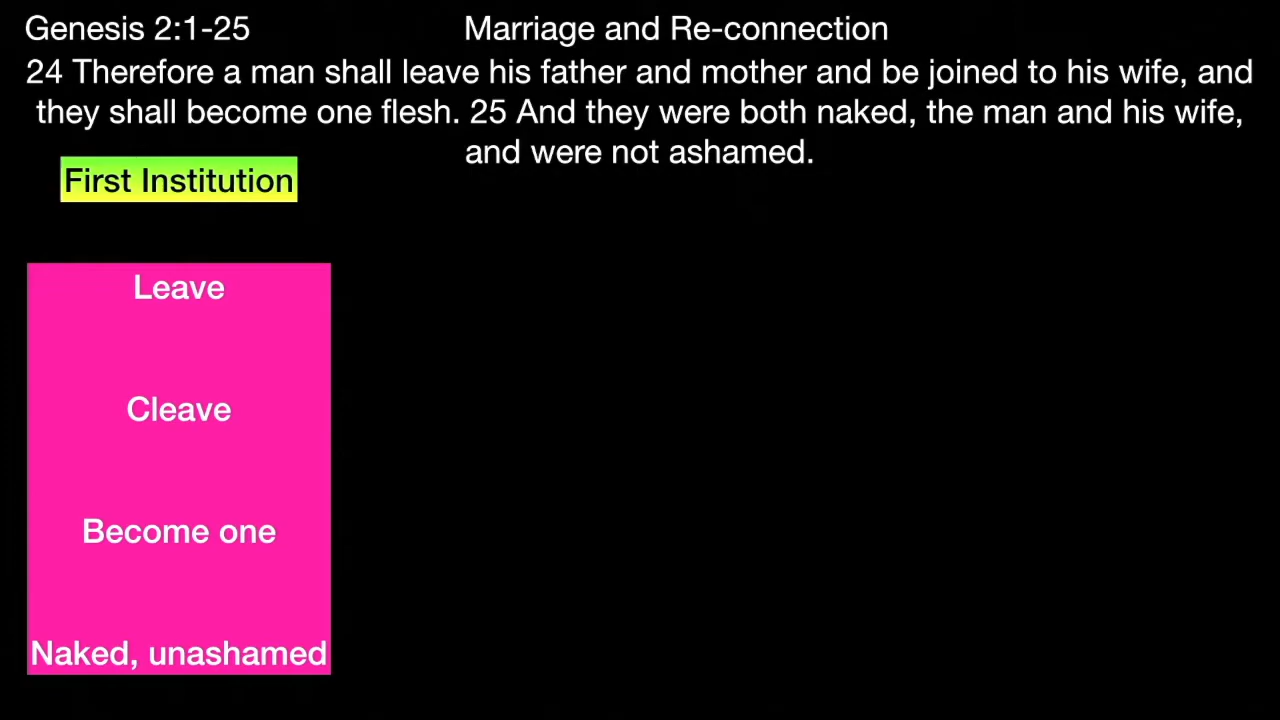 Genesis 2:1-25
Marriage and Re-connection
24 Therefore a man shall leave his father and mother and be joined to his wife, and
they shall become one flesh. 25 And they were both naked, the man and his wife,
and were not ashamed.
First Institution
Leave
Cleave
Become one
Naked, unashamed